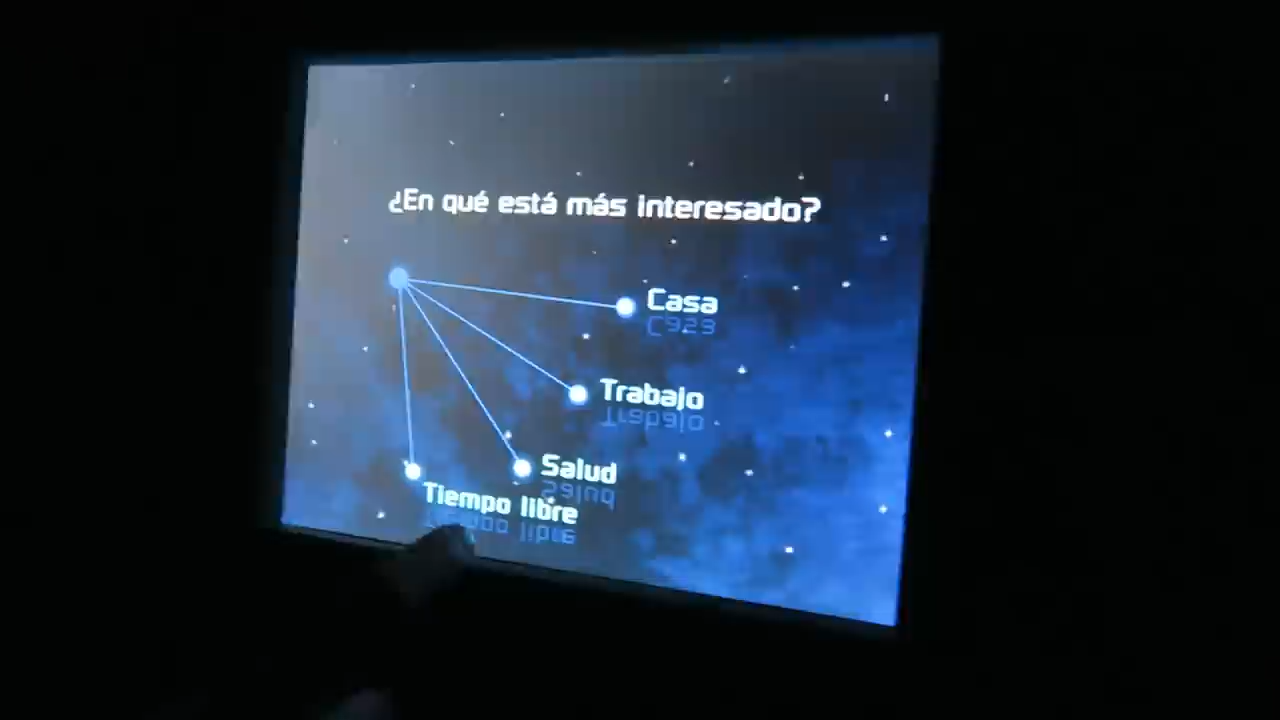 ¿En qué está más interesado?
Casa
Trabajo
Salud
Tiempo libre